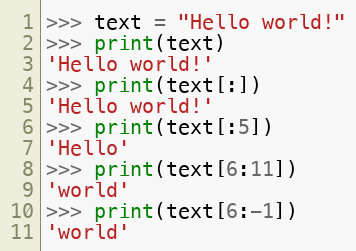 1 >>> text = "Hello world!"
2 >>> print(text)
3 'Hello world!'
4 >>> print(text[:])
5 'Hello world!'
6 >>> print(text[:5])
7 'Hello'
8 >>> print(text[6:11])
9 'world'
10 >>> print(text[6:-1])
11 'world'